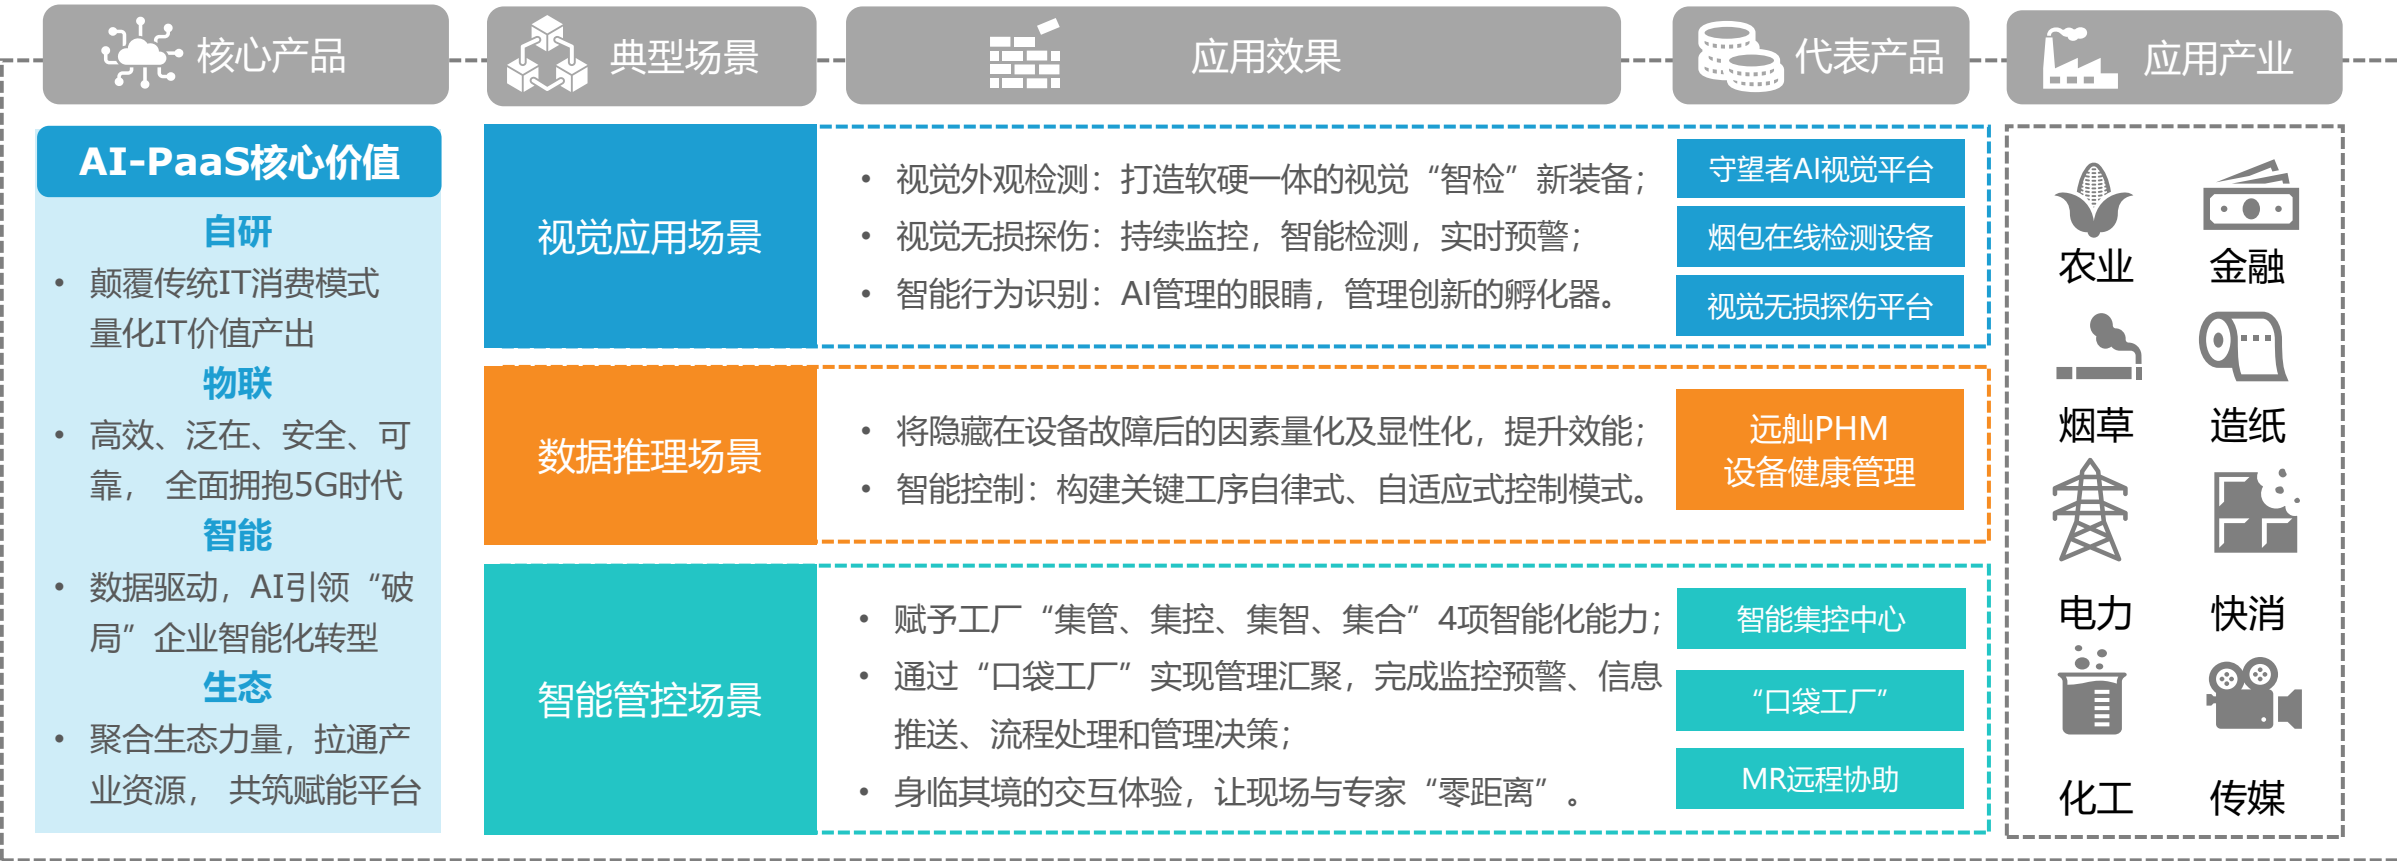 核心产品
典型场景
应用效果
代表产品
应用产业
AI-PaaS核心价值
自研
• 颠覆传统IT消费模式
量化IT价值产出
物联
• 高效、泛在、安全、可
靠， 全面拥抱5G时代
智能
• 数据驱动，AI引领“破
局”企业智能化转型
生态
• 聚合生态力量，拉通产
业资源， 共筑赋能平台
视觉应用场景
• 视觉外观检测：打造软硬一体的视觉“智检”新装备；
• 视觉无损探伤：持续监控，智能检测，实时预警；
• 智能行为识别：AI管理的眼睛，管理创新的孵化器。
守望者AI视觉平台
烟包在线检测设备
视觉无损探伤平台
数据推理场景
• 将隐藏在设备故障后的因素量化及显性化，提升效能；
• 智能控制：构建关键工序自律式、自适应式控制模式。
远舢PHM
设备健康管理
智能管控场景
• 赋予工厂“集管、集控、集智、集合”4项智能化能力；
• 通过“口袋工厂”实现管理汇聚，完成监控预警、信息
推送、流程处理和管理决策；
• 身临其境的交互体验，让现场与专家“零距离”。
智能集控中心
“口袋工厂”
MR远程协助
农业
金融
烟草
造纸
电力
快消
化工
传媒